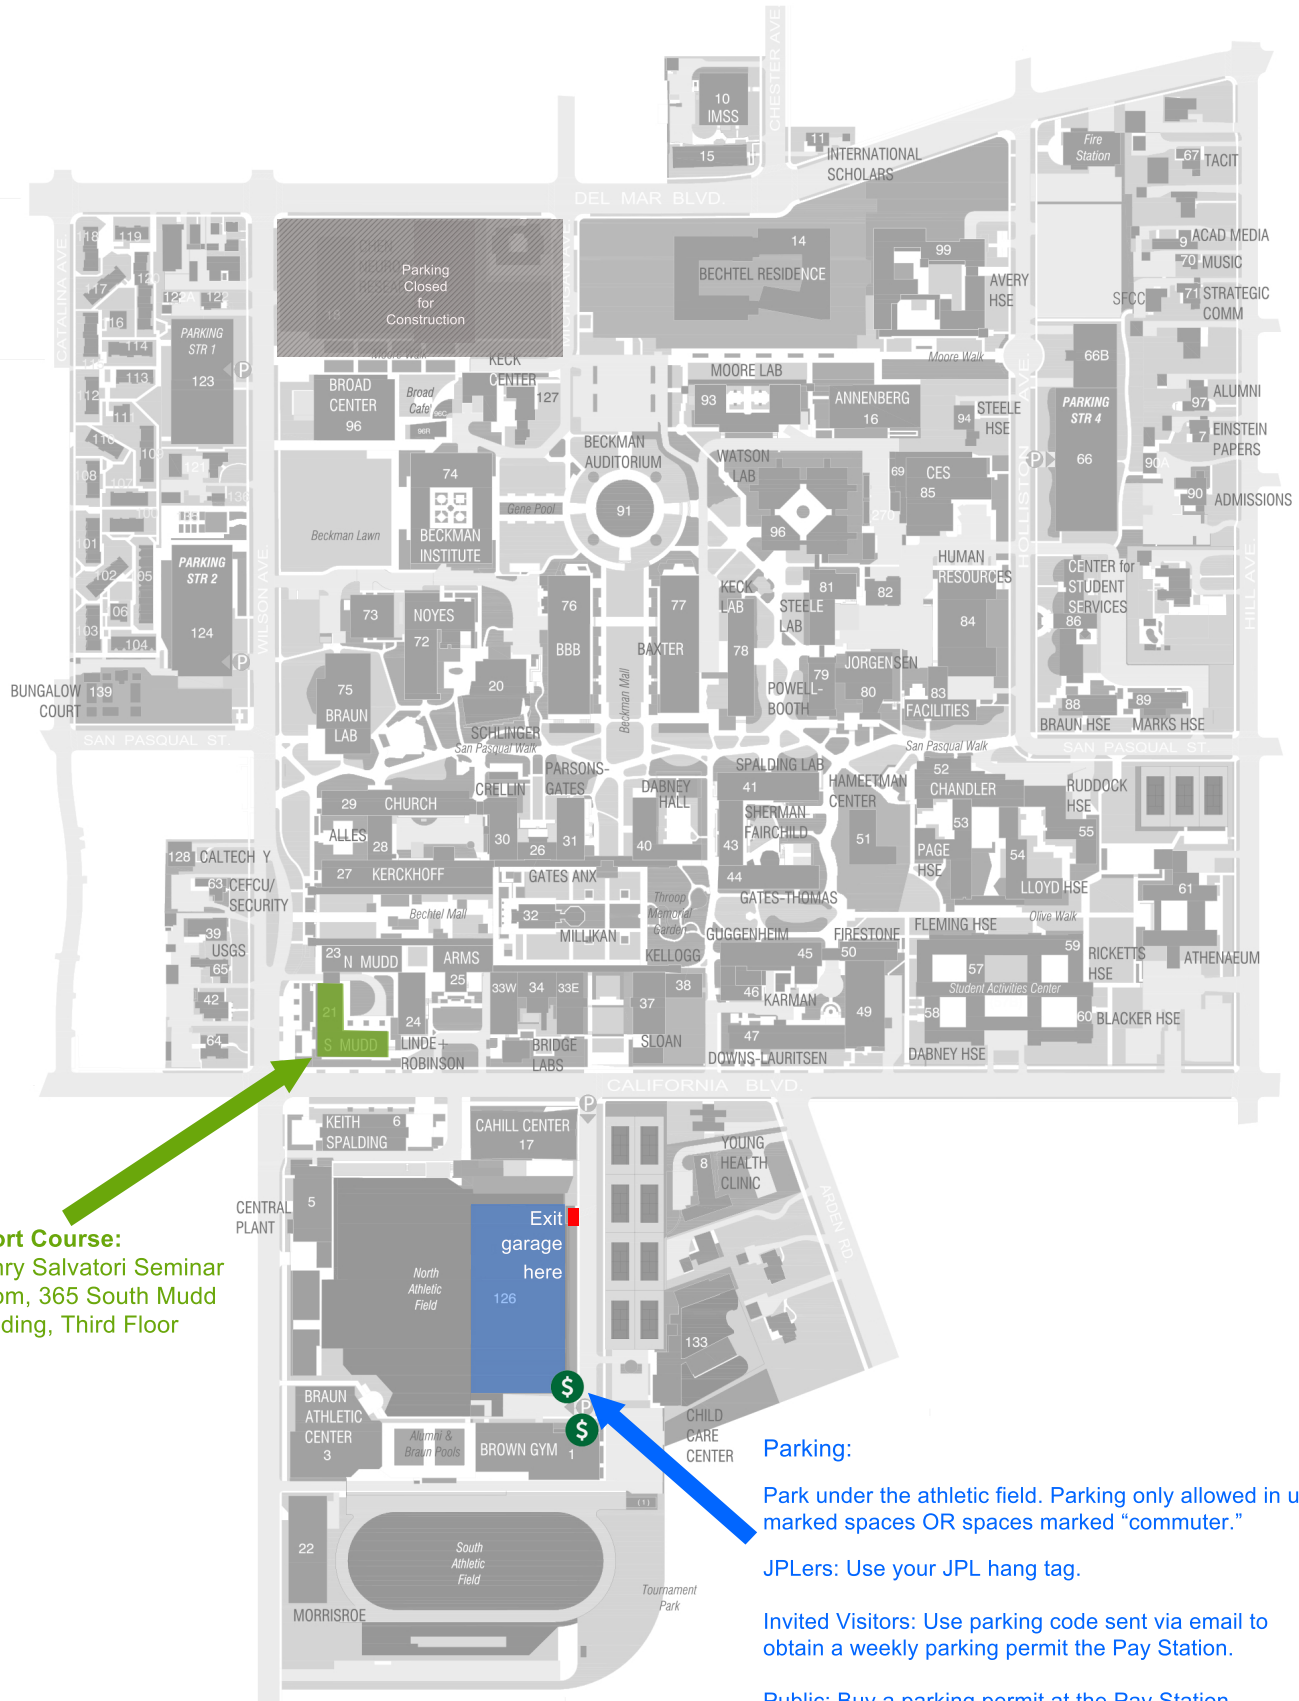 CHESTER AVE.
10
IMSS
15
11
INTERNATIONAL
SCHOLARS
Fire
Station
67
TACIT
DEL MAR BLVD.
CATALINA AVE.
118
119
120
117
122A
122
116
114
113
112
111
108
107
121
136
100
101
102
103
104
PARKING
STR 1
123
P
PARKING
STR 2
124
P
WILSON AVE.
BUNGALOW
COURT
139
SAN PASQUAL ST.
Parking
Closed
for
Construction
Moore Walk
MICHIGAN AVE.
14
BECHTEL RESIDENCE
99
AVERY
HSE
9
ACAD MEDIA
70
MUSIC
SFCC
71
STRATEGIC
COMM
66B
PARKING
STR 4
66
P
HOLLISTON AVE.
HILL AVE.
97
ALUMNI
7
EINSTEIN
PAPERS
90A
90
ADMISSIONS
BROAD
CENTER
96
Broad
Cafe'
96C
96R
KECK
CENTER
127
MOORE LAB
93
Moore Walk
ANNENBERG
16
94
STEELE
HSE
BECKMAN
AUDITORIUM
91
WATSON
LAB
96
69
CES
85
270
74
BECKMAN
INSTITUTE
Beckman Lawn
Gene Pool
HUMAN
RESOURCES
84
CENTER for
STUDENT
SERVICES
86
73
NOYES
72
75
BRAUN
LAB
20
SCHLINGER
San Pasqual Walk
76
BBB
Beckman Mall
77
BAXTER
KECK
LAB
78
STEELE
LAB
81
82
79
POWELL-
BOOTH
JORGENSEN
80
83
FACILITIES
88
BRAUN HSE
89
MARKS HSE
San Pasqual Walk
SAN PASQUAL ST.
29
CHURCH
ALLES
28
27
KERCKHOFF
CRELLIN
30
PARSONS-
GATES
31
26
GATES ANX
DABNEY
HALL
40
SPALDING LAB
41
SHERMAN
FAIRCHILD
43
44
GATES-THOMAS
HAMEETMAN
CENTER
51
52
CHANDLER
53
PAGE
HSE
54
LLOYD HSE
RUDDOCK
HSE
55
61
ATHENAEUM
128
CALTECH Y
63
CEFCU/
SECURITY
39
USGS
65
42
64
Bechtel Mall
32
MILLIKAN
Throop
Memorial
Garden
KELLOGG
GUGGENHEIM
45
FIRESTONE
50
FLEMING HSE
Olive Walk
57
59
RICKETTS
HSE
Student Activities Center
58
60
BLACKER HSE
DABNEY HSE
23
N MUDD
ARMS
25
21
S MUDD
24
LINDE+
ROBINSON
33W
34
33E
BRIDGE
LABS
37
38
SLOAN
46
KARMAN
47
DOWNS-LAURITSEN
49
CALIFORNIA BLVD.
KEITH
SPALDING
6
CAHILL CENTER
17
P
YOUNG
HEALTH
CLINIC
8
ARDEN RD.
CENTRAL
PLANT
5
North
Athletic
Field
Exit
garage
here
126
133
ort Course:
nry Salvatori Seminar
om, 365 South Mudd
ding, Third Floor
BRAUN
ATHLETIC
CENTER
3
Alumni &
Braun Pools
BROWN GYM
1
$
$
P
CHILD
CARE
CENTER
22
MORRISROE
South
Athletic
Field
(1)
Tournament
Park
Parking:
Park under the athletic field. Parking only allowed in u
marked spaces OR spaces marked “commuter.”
JPLers: Use your JPL hang tag.
Invited Visitors: Use parking code sent via email to
obtain a weekly parking permit the Pay Station.
Public: Buy a parking permit at the Pay Station